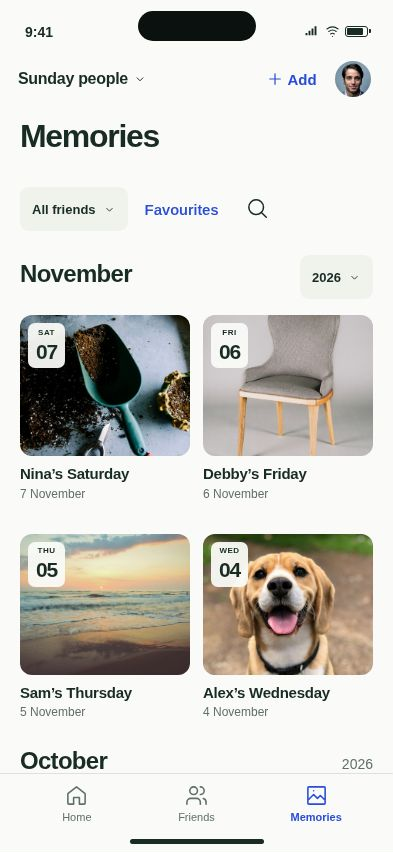 9:41
Sunday people
Add
Memories
All friends
Favourites
November
2026
SAT
07
FRI
06
Nina’s Saturday
7 November
Debby’s Friday
6 November
THU
05
WED
04
Sam’s Thursday
5 November
Alex’s Wednesday
4 November
October
2026
Home
Friends
Memories